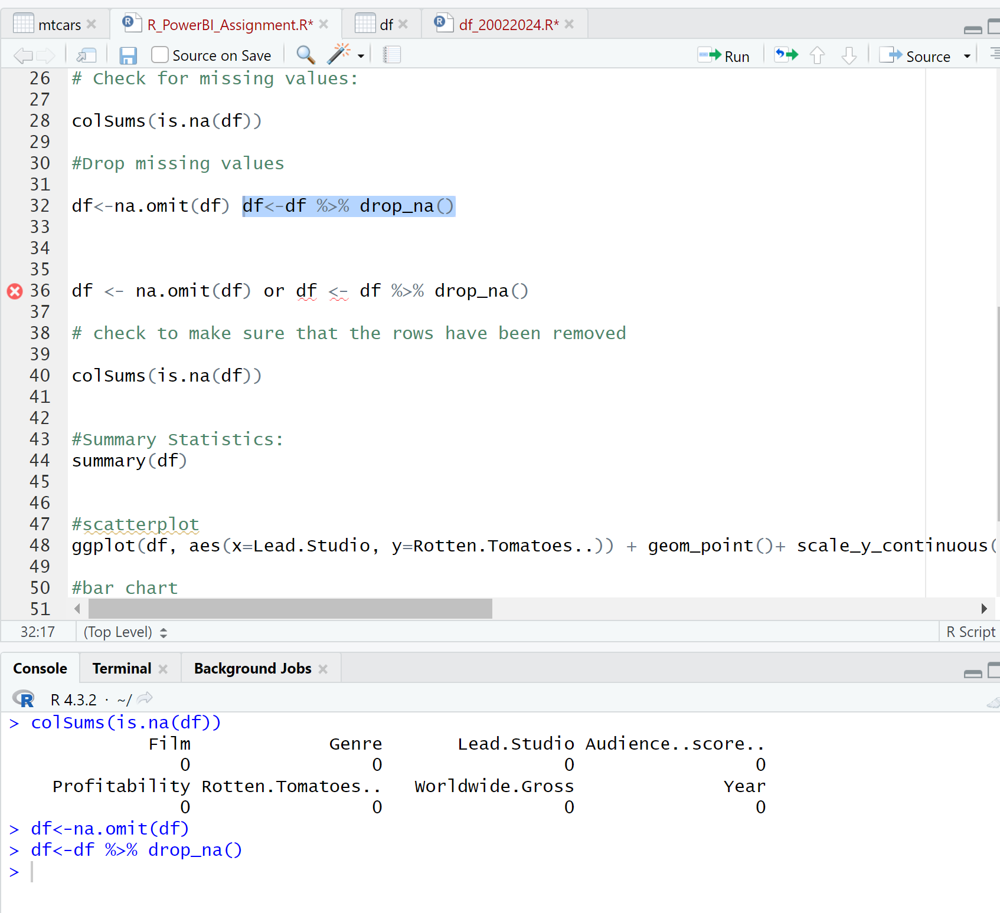 mtcars R_PowerBI_Assignment.R* df df_20022024.R*
Source on Save Run Source
26 # Check for missing values:
27
28 colSums(is.na(df))
29
30 #Drop missing values
31
32 df<-na.omit(df) df<-df %>% drop_na()
33
34
35
36 df <- na.omit(df) or df <- df %>% drop_na()
37
38 # check to make sure that the rows have been removed
39
40 colSums(is.na(df))
41
42
43 #Summary Statistics:
44 summary(df)
45
46
47 #scatterplot
48 ggplot(df, aes(x=Lead.Studio, y=Rotten.Tomatoes..)) + geom_point()+ scale_y_continuous(
49
50 #bar chart
51
32:17 (Top Level) R Script
Console Terminal Background Jobs
R 4.3.2 · ~/
> colSums(is.na(df))
Film Genre Lead.Studio Audience..score..
0 0 0 0
Profitability Rotten.Tomatoes.. Worldwide.Gross Year
0 0 0 0
> df<-na.omit(df)
> df<-df %>% drop_na()
>